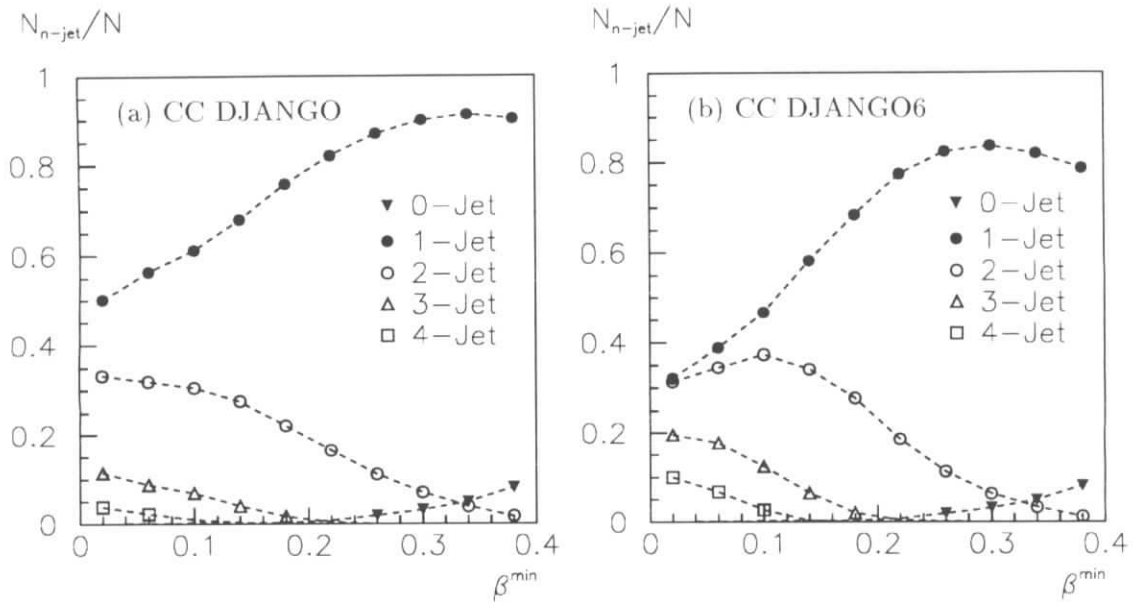 N_{n-jet}/N
1
0.8
0.6
0.4
0.2
0
(a) CC DJANGO
0-Jet
1-Jet
2-Jet
3-Jet
4-Jet
0 0.1 0.2 0.3 0.4
β^{min}
N_{n-jet}/N
1
0.8
0.6
0.4
0.2
0
(b) CC DJANGO6
0-Jet
1-Jet
2-Jet
3-Jet
4-Jet
0 0.1 0.2 0.3 0.4
β^{min}